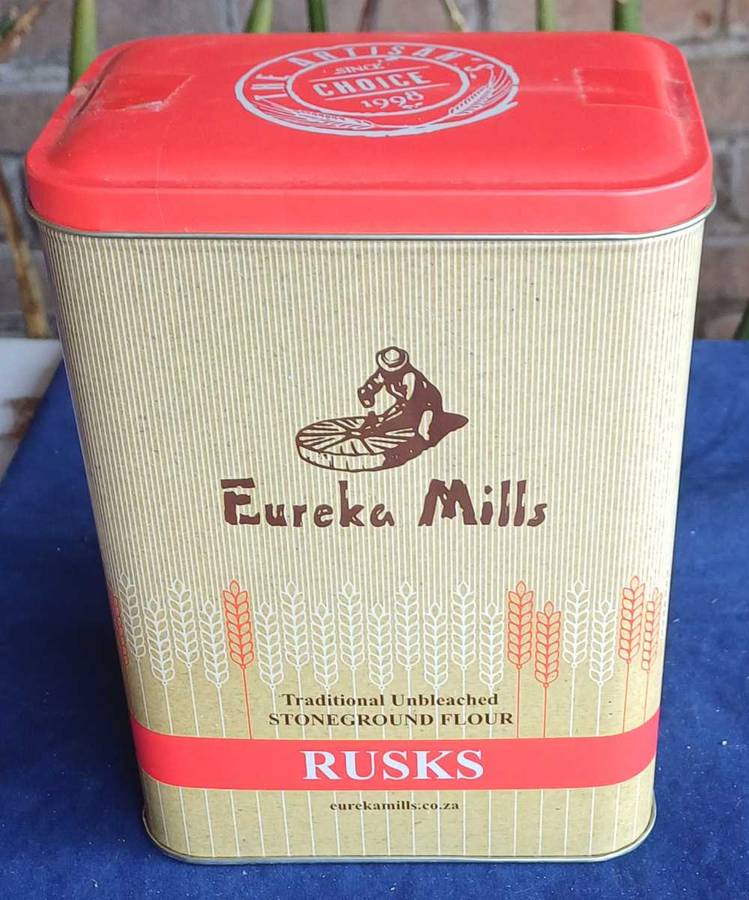 THE ARTISAN'S
SINCE
CHOICE
1998
Eureka Mills
Traditional Unbleached
STONEGROUND FLOUR
RUSKS
eurekamills.co.za